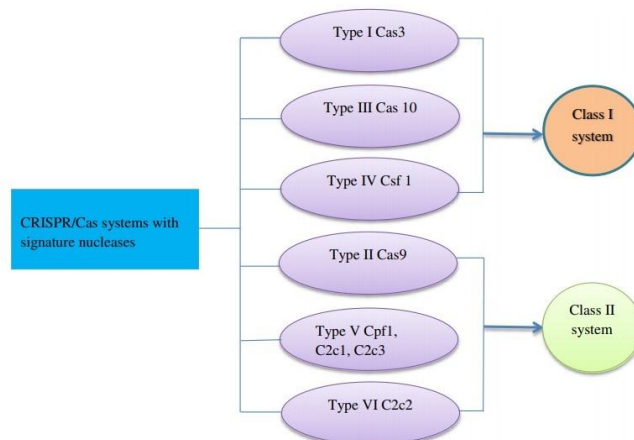 Type I Cas3
Type III Cas 10
Type IV Csf 1
Class I
system
CRISPR/Cas systems with
signature nucleases
Type II Cas9
Type V Cpf1,
C2c1, C2c3
Type VI C2c2
Class II
system